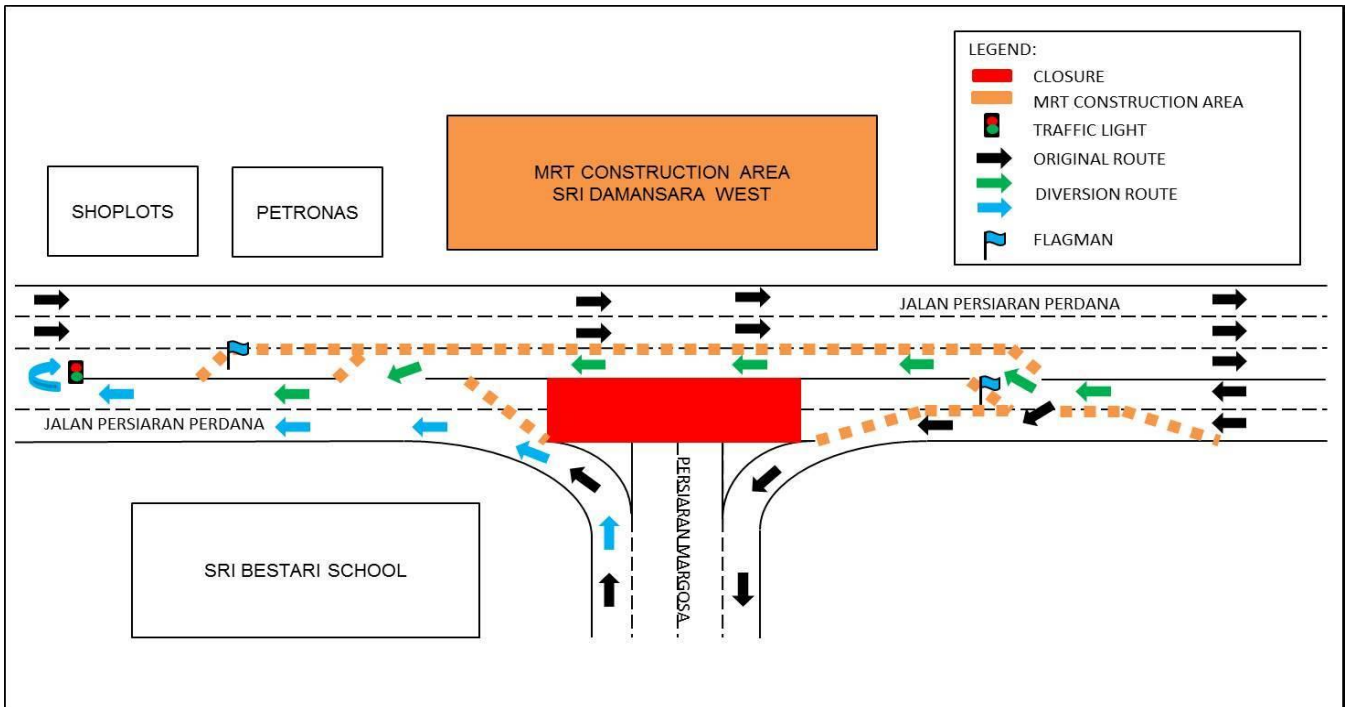 LEGEND:
CLOSURE
MRT CONSTRUCTION AREA
TRAFFIC LIGHT
ORIGINAL ROUTE
DIVERSION ROUTE
FLAGMAN
MRT CONSTRUCTION AREA
SRI DAMANSARA WEST
SHOPLOTS
PETRONAS
JALAN PERSIARAN PERDANA
JALAN PERSIARAN PERDANA
PERSIARAN MARGOSA
SRI BESTARI SCHOOL